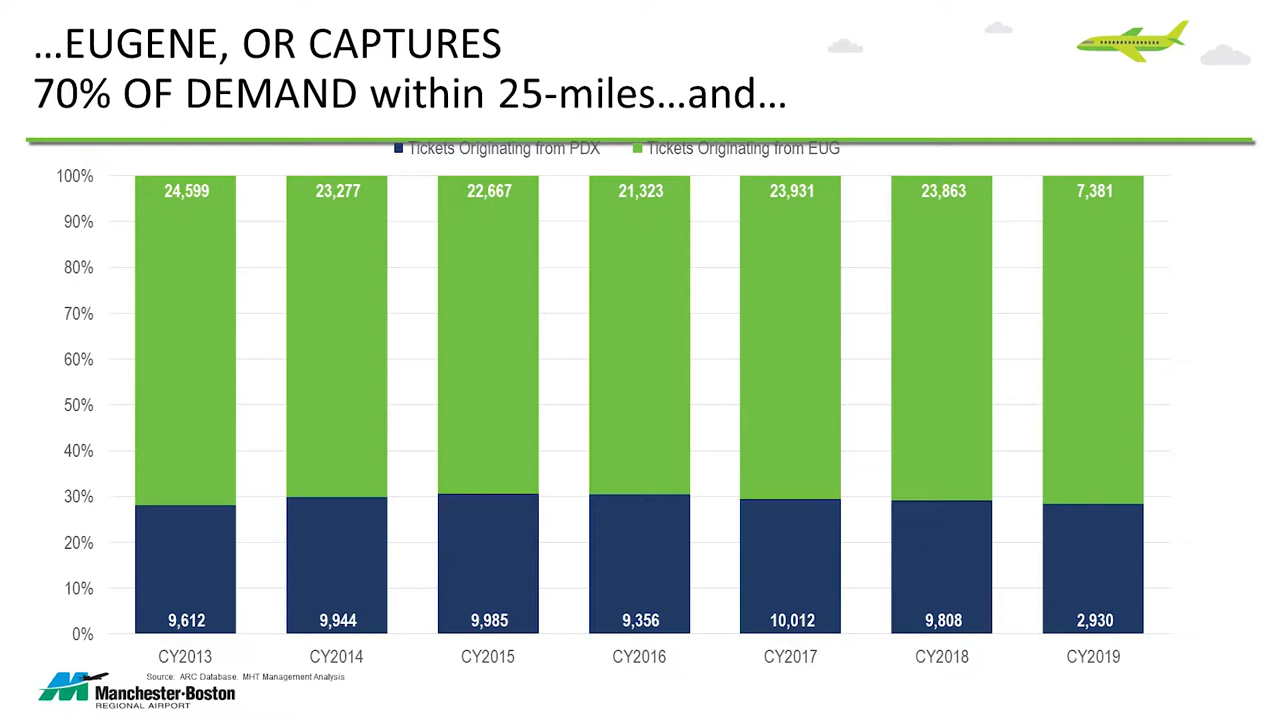 …EUGENE, OR CAPTURES
70% OF DEMAND within 25-miles…and…
Tickets Originating from PDX Tickets Originating from EUG
100%
90%
80%
70%
60%
50%
40%
30%
20%
10%
0%
24,599 23,277 22,667 21,323 23,931 23,863 7,381
9,612 9,944 9,985 9,356 10,012 9,808 2,930
CY2013 CY2014 CY2015 CY2016 CY2017 CY2018 CY2019
Source: ARC Database. MHT Management Analysis
Manchester·Boston
REGIONAL AIRPORT